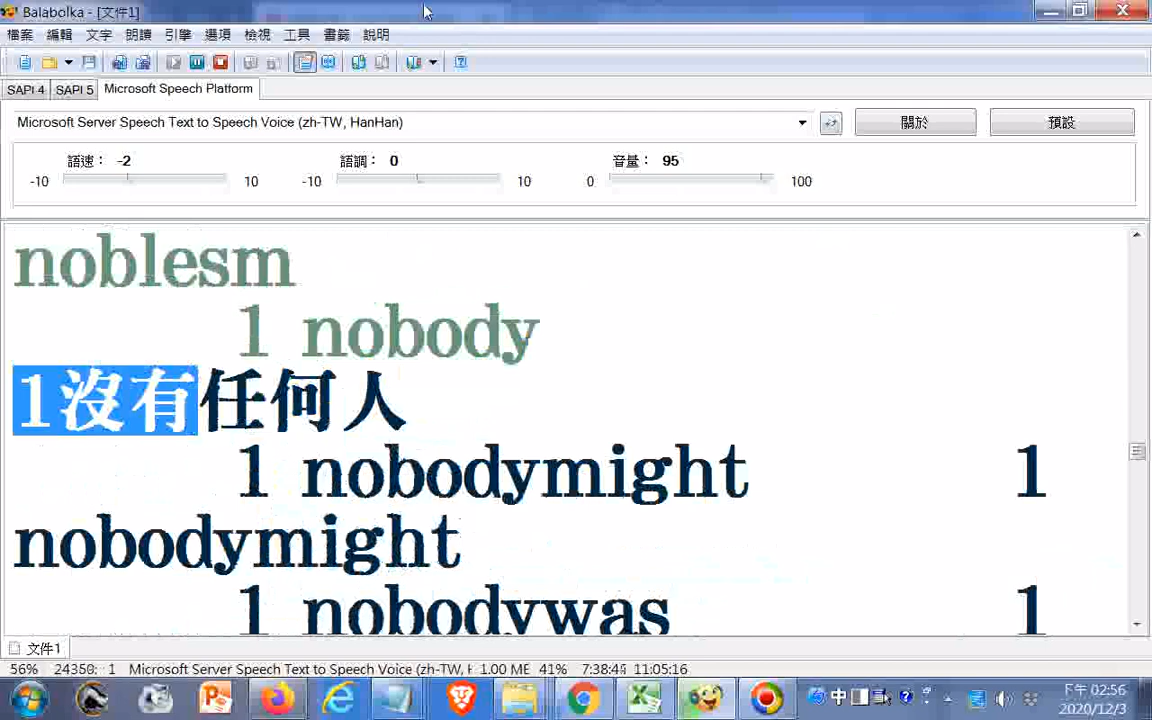 Balabolka - [文件1]
檔案 編輯 文字 朗讀 引擎 選項 檢視 工具 書籤 說明
SAPI 4 SAPI 5 Microsoft Speech Platform
Microsoft Server Speech Text to Speech Voice (zh-TW, HanHan) 關於 預設
語速： -2 語調： 0 音量： 95
-10 10 -10 10 0 100
noblesm
1 nobody
1沒有任何人
1 nobodymight 1
nobodymight
1 nobodywas 1
文件1
56% 24350: 1 Microsoft Server Speech Text to Speech Voice (zh-TW, 1.00 ME 41% 7:38:45 11:05:16
中 下午 02:56
2020/12/3